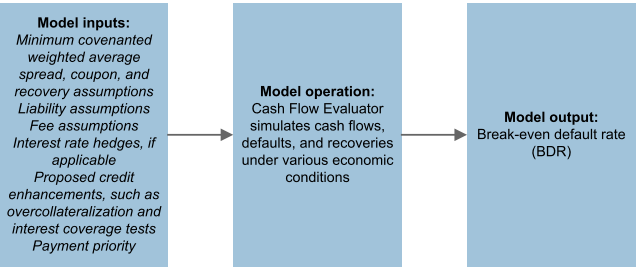 Model inputs:
Minimum covenanted
weighted average
spread, coupon, and
recovery assumptions
Liability assumptions
Fee assumptions
Interest rate hedges, if
applicable
Proposed credit
enhancements, such as
overcollateralization and
interest coverage tests
Payment priority
Model operation:
Cash Flow Evaluator
simulates cash flows,
defaults, and recoveries
under various economic
conditions
Model output:
Break-even default rate
(BDR)